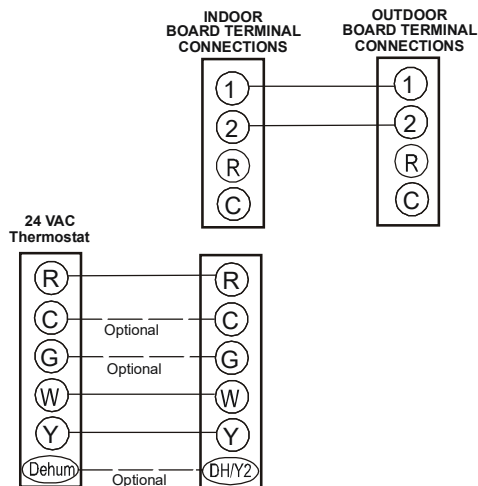 INDOOR
BOARD TERMINAL
CONNECTIONS
OUTDOOR
BOARD TERMINAL
CONNECTIONS
1 1
2 2
R R
C C
24 VAC
Thermostat
R R
C Optional C
G Optional G
W W
Y Y
Dehum Optional DH/Y2